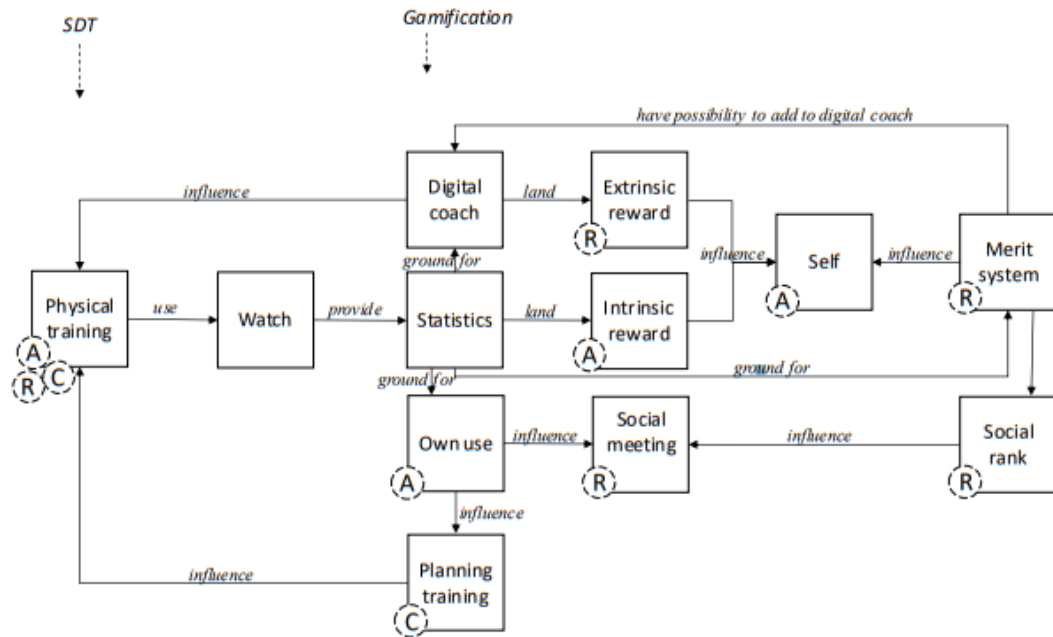 SDT
Gamification
have possibility to add to digital coach
influence
Digital
coach
land
Extrinsic
reward
R
influence
Self
A
influence
Merit
system
R
ground for
Physical
training
A
R
C
use
Watch
provide
Statistics
land
Intrinsic
reward
A
ground for
ground for
Own use
A
influence
Social
meeting
R
influence
Social
rank
R
influence
influence
Planning
training
C